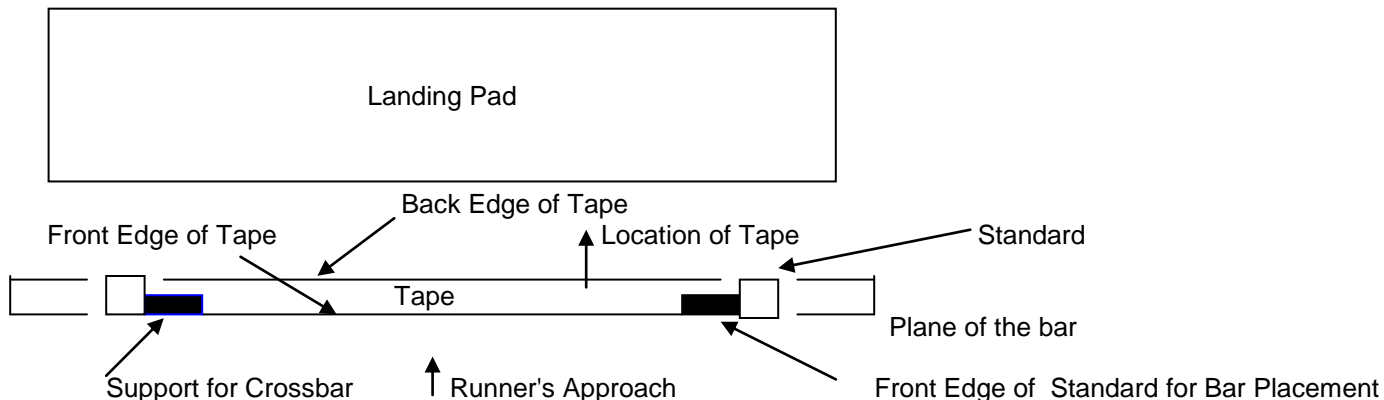 Landing Pad
Back Edge of Tape
Front Edge of Tape
Location of Tape
Standard
Tape
Plane of the bar
Support for Crossbar
Runner's Approach
Front Edge of Standard for Bar Placement